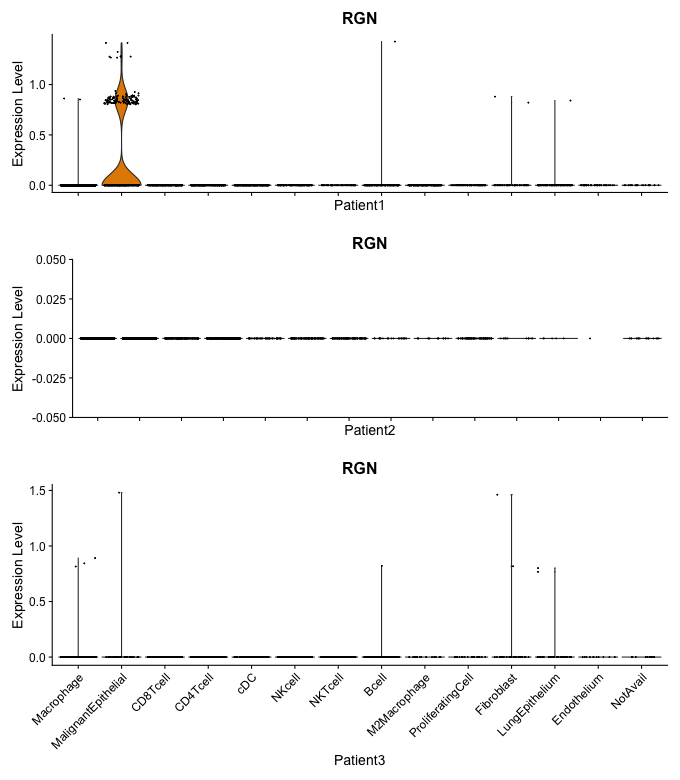 RGN
Expression Level
1.0
0.5
0.0
Patient1
RGN
Expression Level
0.050
0.025
0.000
-0.025
-0.050
Patient2
RGN
Expression Level
1.5
1.0
0.5
0.0
Macrophage
MalignantEpithelial
CD8Tcell
CD4Tcell
cDC
NKcell
NKTcell
Bcell
M2Macrophage
ProliferatingCell
Fibroblast
LungEpithelium
Endothelium
NotAvail
Patient3